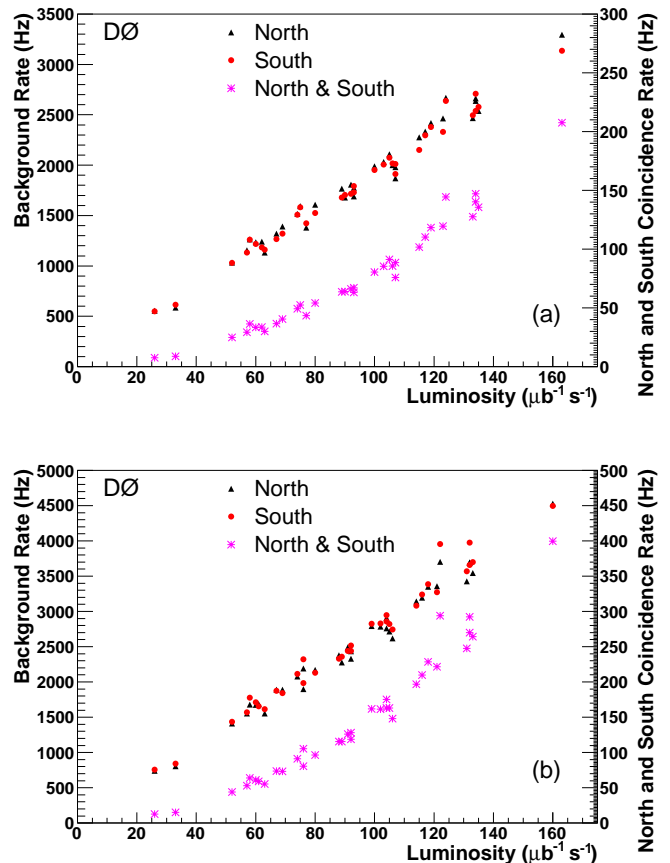 DØ
North
South
North & South
Background Rate (Hz)
0
500
1000
1500
2000
2500
3000
3500
North and South Coincidence Rate (Hz)
0
50
100
150
200
250
300
(a)
0 20 40 60 80 100 120 140 160
Luminosity (μb⁻¹ s⁻¹)
DØ
North
South
North & South
Background Rate (Hz)
0
500
1000
1500
2000
2500
3000
3500
4000
4500
5000
North and South Coincidence Rate (Hz)
0
50
100
150
200
250
300
350
400
450
500
(b)
0 20 40 60 80 100 120 140 160
Luminosity (μb⁻¹ s⁻¹)